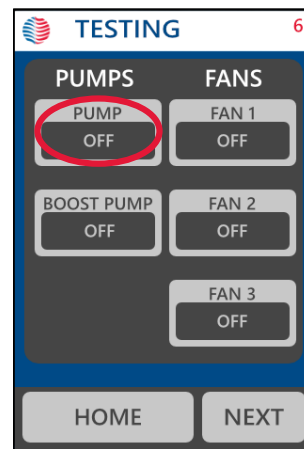 TESTING
6
PUMPS
FANS
PUMP
OFF
FAN 1
OFF
BOOST PUMP
OFF
FAN 2
OFF
FAN 3
OFF
HOME
NEXT